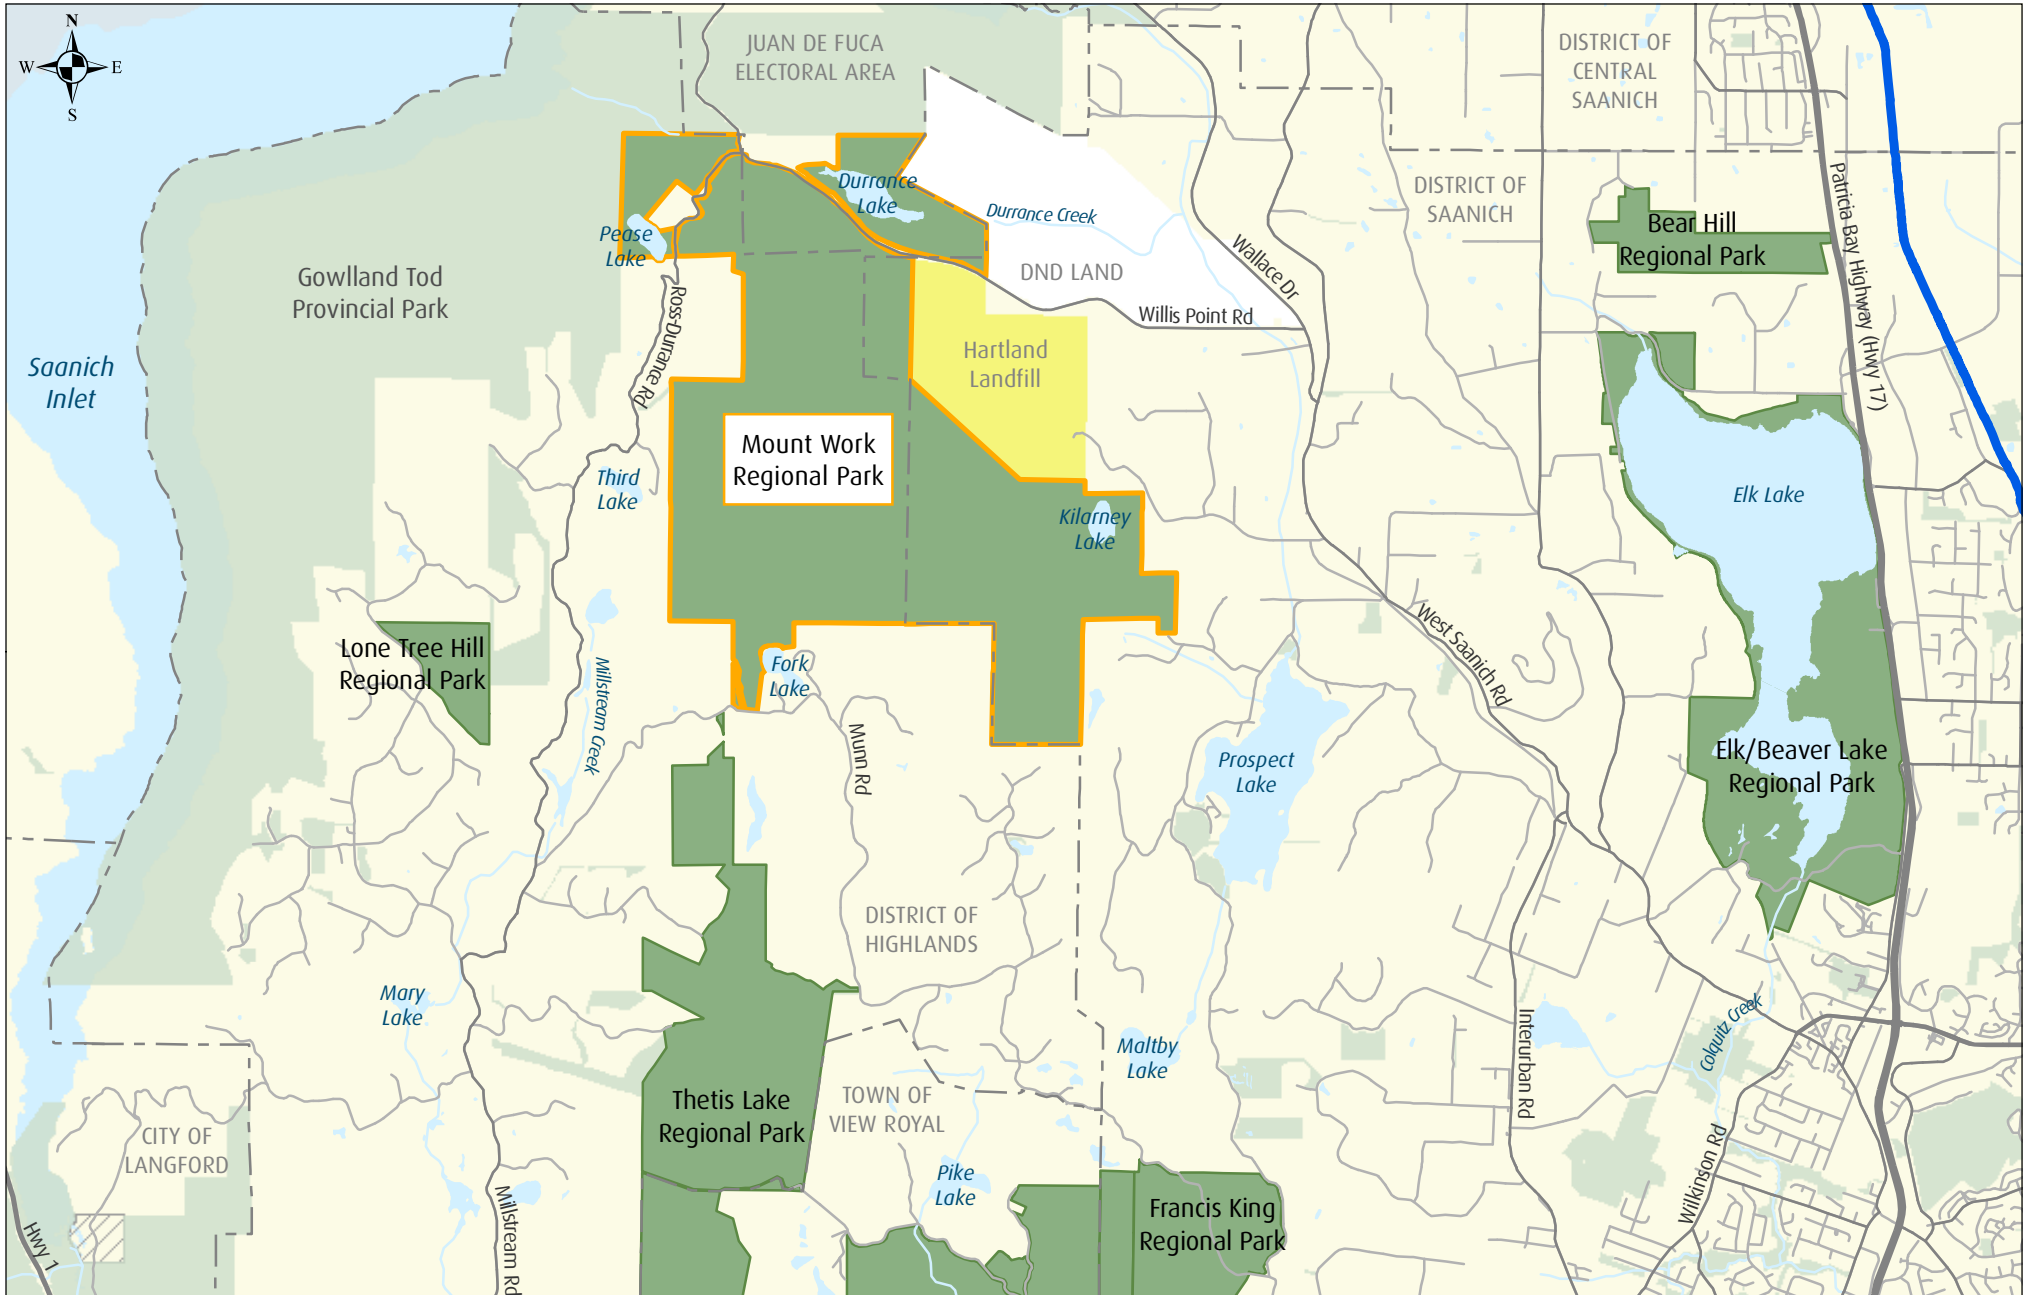 N
W
E
S
JUAN DE FUCA
ELECTORAL AREA
DISTRICT OF
CENTRAL
SAANICH
DISTRICT OF
SAANICH
Patricia Bay Highway (Hwy 17)
Bear Hill
Regional Park
Durrance
Lake
Durrance Creek
Pease
Lake
Gowlland Tod
Provincial Park
DND LAND
Wallace Dr
Willis Point Rd
Ross-Durrance Rd
Saanich
Inlet
Hartland
Landfill
Mount Work
Regional Park
Third
Lake
Kilarney
Lake
Elk Lake
Lone Tree Hill
Regional Park
Fork
Lake
Millstream Creek
Munn Rd
West Saanich Rd
Prospect
Lake
Elk/Beaver Lake
Regional Park
DISTRICT OF
HIGHLANDS
Mary
Lake
Maltby
Lake
Interurban Rd
Colquitz Creek
Thetis Lake
Regional Park
TOWN OF
VIEW ROYAL
CITY OF
LANGFORD
Pike
Lake
Francis King
Regional Park
Wilkinson Rd
Millstream Rd
Hwy 1